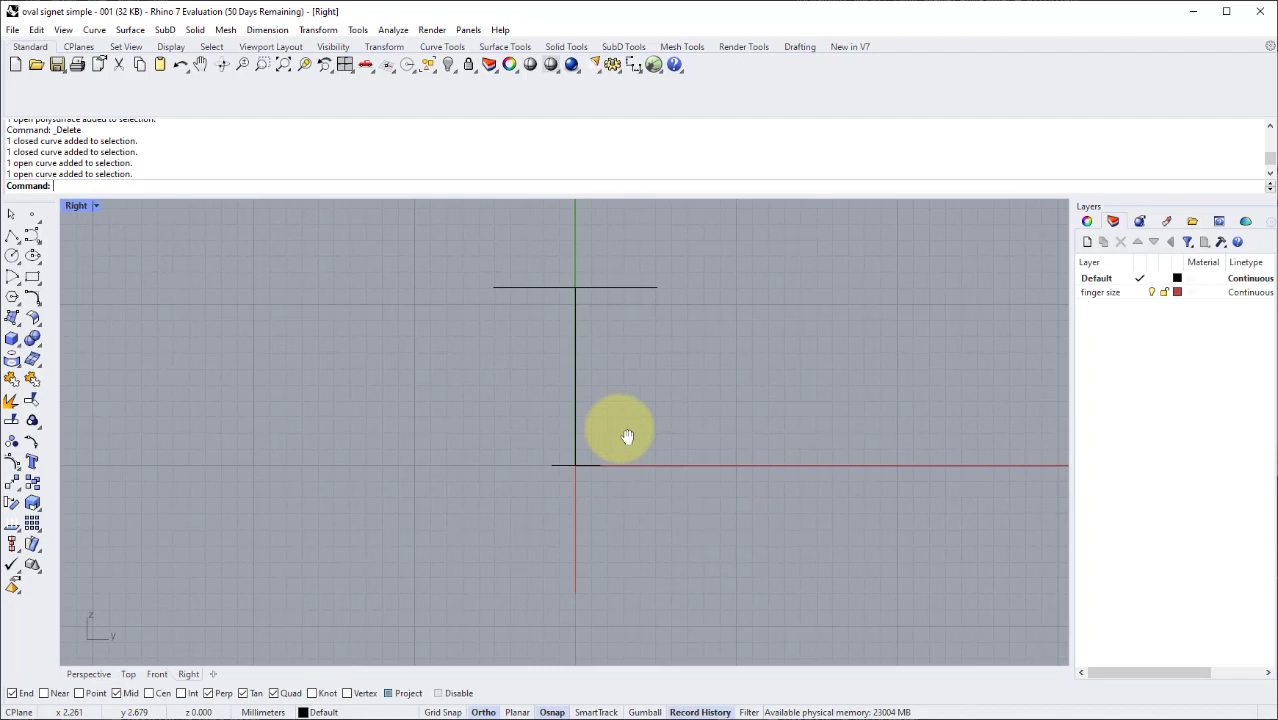 oval signet simple - 001 (32 KB) - Rhino 7 Evaluation (50 Days Remaining) - [Right]
File Edit View Curve Surface SubD Solid Mesh Dimension Transform Tools Analyze Render Panels Help
Standard CPlanes Set View Display Select Viewport Layout Visibility Transform Curve Tools Surface Tools Solid Tools SubD Tools Mesh Tools Render Tools Drafting New in V7
1 open polysurface added to selection.
Command: _Delete
1 closed curve added to selection.
1 closed curve added to selection.
1 open curve added to selection.
1 open curve added to selection.
Command:
Right
Layers
Layer Material Linetype
Default Continuous
finger size Continuous
z
y
Perspective Top Front Right
End Near Point Mid Cen Int Perp Tan Quad Knot Vertex Project Disable
CPlane x 2.261 y 2.679 z 0.000 Millimeters Default Grid Snap Ortho Planar Osnap SmartTrack Gumball Record History Filter Available physical memory: 23004 MB